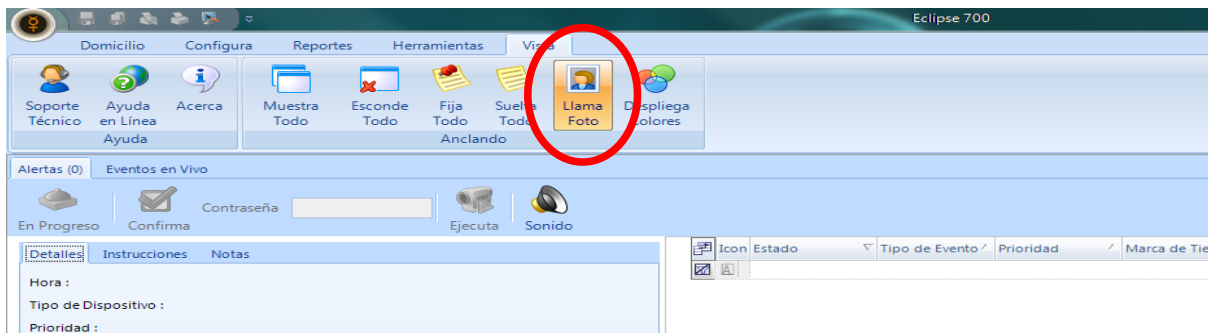 Eclipse 700
Domicilio Configura Reportes Herramientas Vista
Soporte Técnico
Ayuda en Línea
Acerca
Muestra Todo
Esconde Todo
Fija Todo
Suelta Todo
Llama Foto
Despliega Colores
Ayuda
Anclando
Alertas (0) Eventos en Vivo
Contraseña
En Progreso Confirma Ejecuta Sonido
Detalles Instrucciones Notas
Icon Estado Tipo de Evento Prioridad Marca de Tie
A
Hora :
Tipo de Dispositivo :
Prioridad :